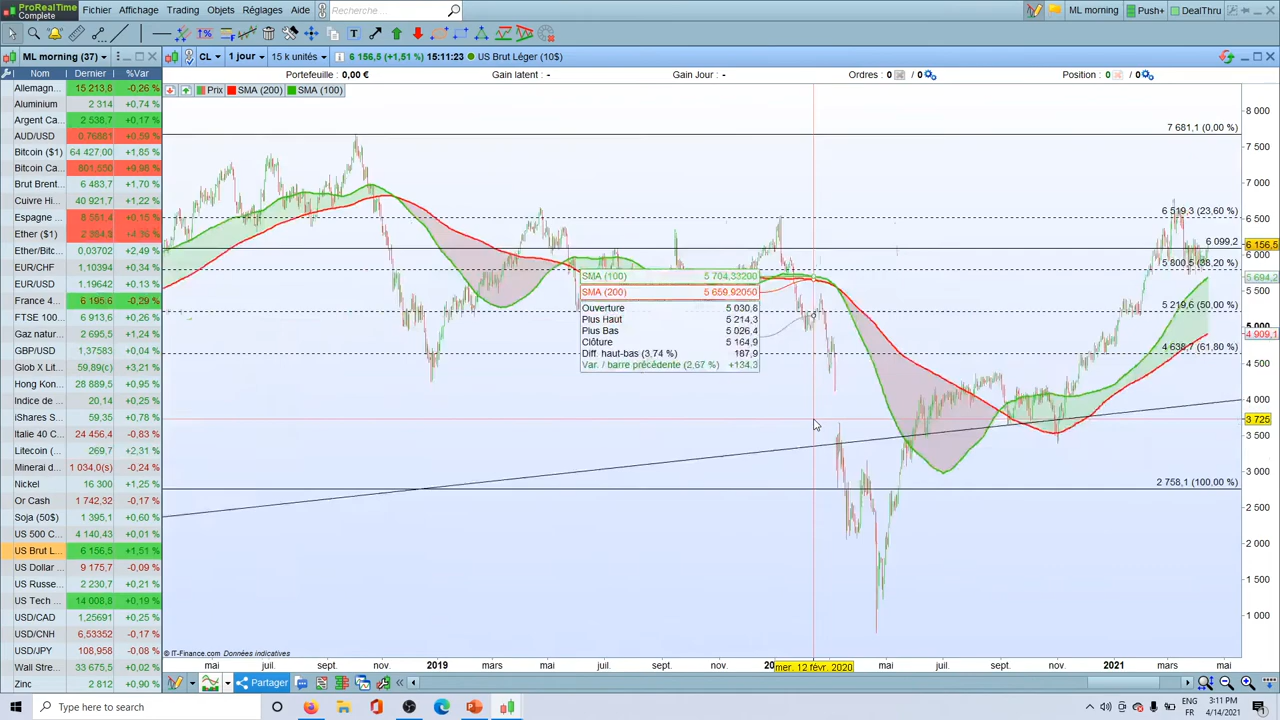 ProRealTime
Complete
Fichier Affichage Trading Objets Réglages Aide Recherche ML morning Push+ DealThru
ML morning (37) CL 1 jour 15 k unités 6 156,5 (+1,51 %) 15:11:23 US Brut Léger (10$)
Nom Dernier %Var Portefeuille : 0,00 € Gain latent : - Gain Jour : - Ordres : 0 / 0 Position : 0 / 0
Prix SMA (200) SMA (100)
Allemagn... 15 213,8 -0,26 %
Aluminium 2 314 +0,74 %
Argent Ca... 2 538,7 +0,17 %
AUD/USD 0.76881 +0,59 %
Bitcoin ($1) 64 427,00 +1,85 %
Bitcoin Ca... 801,550 +9,98 %
Brut Brent... 6 483,7 +1,70 %
Cuivre Hi... 40 921,7 +1,22 %
Espagne ... 8 551,4 +0,15 %
Ether ($1)
Ether/Bitc... 0,03702 +2,49 %
EUR/CHF 1,10394 +0,34 %
EUR/USD 1,19642 +0,13 %
France 4... 6 195,6 -0,29 %
FTSE 100... 6 913,6 +0,26 %
Gaz natur... +1,24 %
GBP/USD 1,37583 +0,04 %
Glob X Lit... 59,89(c) +3,21 %
Hong Kon... 28 889,5 +0,95 %
Indice de ... 20,14 +0,25 %
iShares S... 59,35 +0,78 %
Italie 40 C... 24 456,4 -0,83 %
Litecoin (... 269,7 +2,31 %
Minerai d... 1 034,0(s) -0,24 %
Nickel 16 +1,25 %
Or Cash 1 742,32 -0,17 %
Soja (50$) 1 395,1 +0,60 %
US 500 C... 4 140,43 +0,01 %
US Brut L... 6 156,5 +1,51 %
US Dollar ... 9 175,7 -0,09 %
US Russe... 2 230,7 +0,21 %
US Tech ... 14 008,8 +0,19 %
USD/CAD 1,25691 +0,25 %
USD/CNH 6,53352 -0,17 %
USD/JPY 108,958 -0,08 %
Wall Stre... 33 675,5 +0,02 %
Zinc 2 812 +0,90 %
7 681,1 (0,00 %)
6 519,3 (23,60 %)
6 099,2
5 800,5 (38,20 %)
5 219,6 (50,00 %)
4 638,7 (61,80 %)
2 758,1 (100,00 %)
SMA (100) 5 704,33200
SMA (200) 5 659,92050
Ouverture 5 030,6
Plus Haut 5 214,3
Plus Bas 5 026,4
Clôture 5 164,9
Diff. haut-bas (3,74 %) 187,9
Var. / barre précédente (2,67 %) +134,3
8 000
7 500
7 000
6 500
6 156,5
6 000
5 694,2
5 500
5 000
4 909,1
4 500
4 000
3 725
3 500
3 000
2 500
2 000
1 500
1 000
© IT-Finance.com Données indicatives
mai juil. sept. nov. 2019 mars mai juil. sept. nov. mer. 12 févr. 2020 mai juil. sept. nov. 2021 mars mai
Partager
Type here to search ENG 3:11 PM
FR 4/14/2021